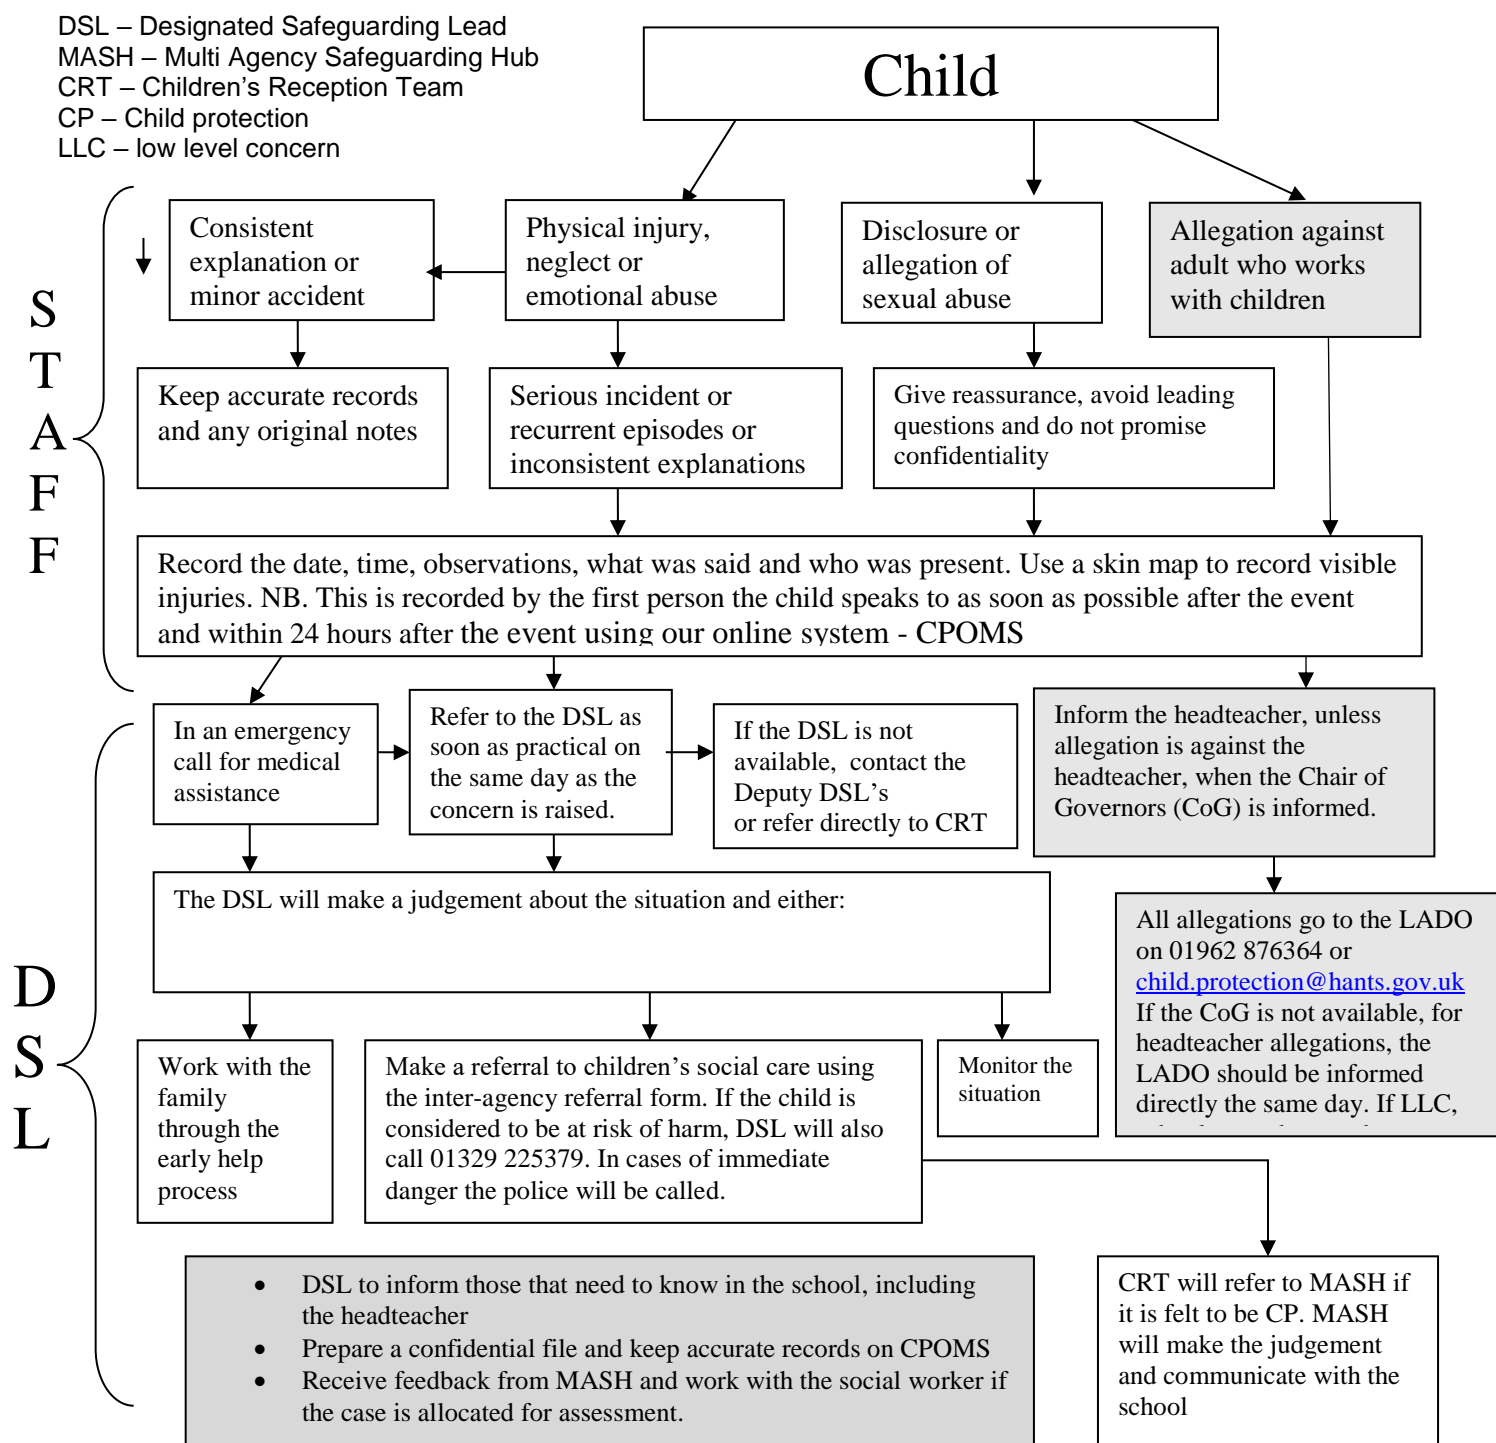 DSL – Designated Safeguarding Lead
MASH – Multi Agency Safeguarding Hub
CRT – Children's Reception Team
CP – Child protection
LLC – low level concern
Child
STAFF
Consistent
explanation or
minor accident
Physical injury,
neglect or
emotional abuse
Disclosure or
allegation of
sexual abuse
Allegation against
adult who works
with children
Keep accurate records
and any original notes
Serious incident or
recurrent episodes or
inconsistent explanations
Give reassurance, avoid leading
questions and do not promise
confidentiality
Record the date, time, observations, what was said and who was present. Use a skin map to record visible
injuries. NB. This is recorded by the first person the child speaks to as soon as possible after the event
and within 24 hours after the event using our online system - CPOMS
DSL
In an emergency
call for medical
assistance
Refer to the DSL as
soon as practical on
the same day as the
concern is raised.
If the DSL is not
available,  contact the
Deputy DSL's
or refer directly to CRT
Inform the headteacher, unless
allegation is against the
headteacher, when the Chair of
Governors (CoG) is informed.
The DSL will make a judgement about the situation and either:
All allegations go to the LADO
on 01962 876364 or
child.protection@hants.gov.uk
If the CoG is not available, for
headteacher allegations, the
LADO should be informed
directly the same day. If LLC,
Work with the
family
through the
early help
process
Make a referral to children's social care using
the inter-agency referral form. If the child is
considered to be at risk of harm, DSL will also
call 01329 225379. In cases of immediate
danger the police will be called.
Monitor the
situation
• DSL to inform those that need to know in the school, including
the headteacher
• Prepare a confidential file and keep accurate records on CPOMS
• Receive feedback from MASH and work with the social worker if
the case is allocated for assessment.
CRT will refer to MASH if
it is felt to be CP. MASH
will make the judgement
and communicate with the
school